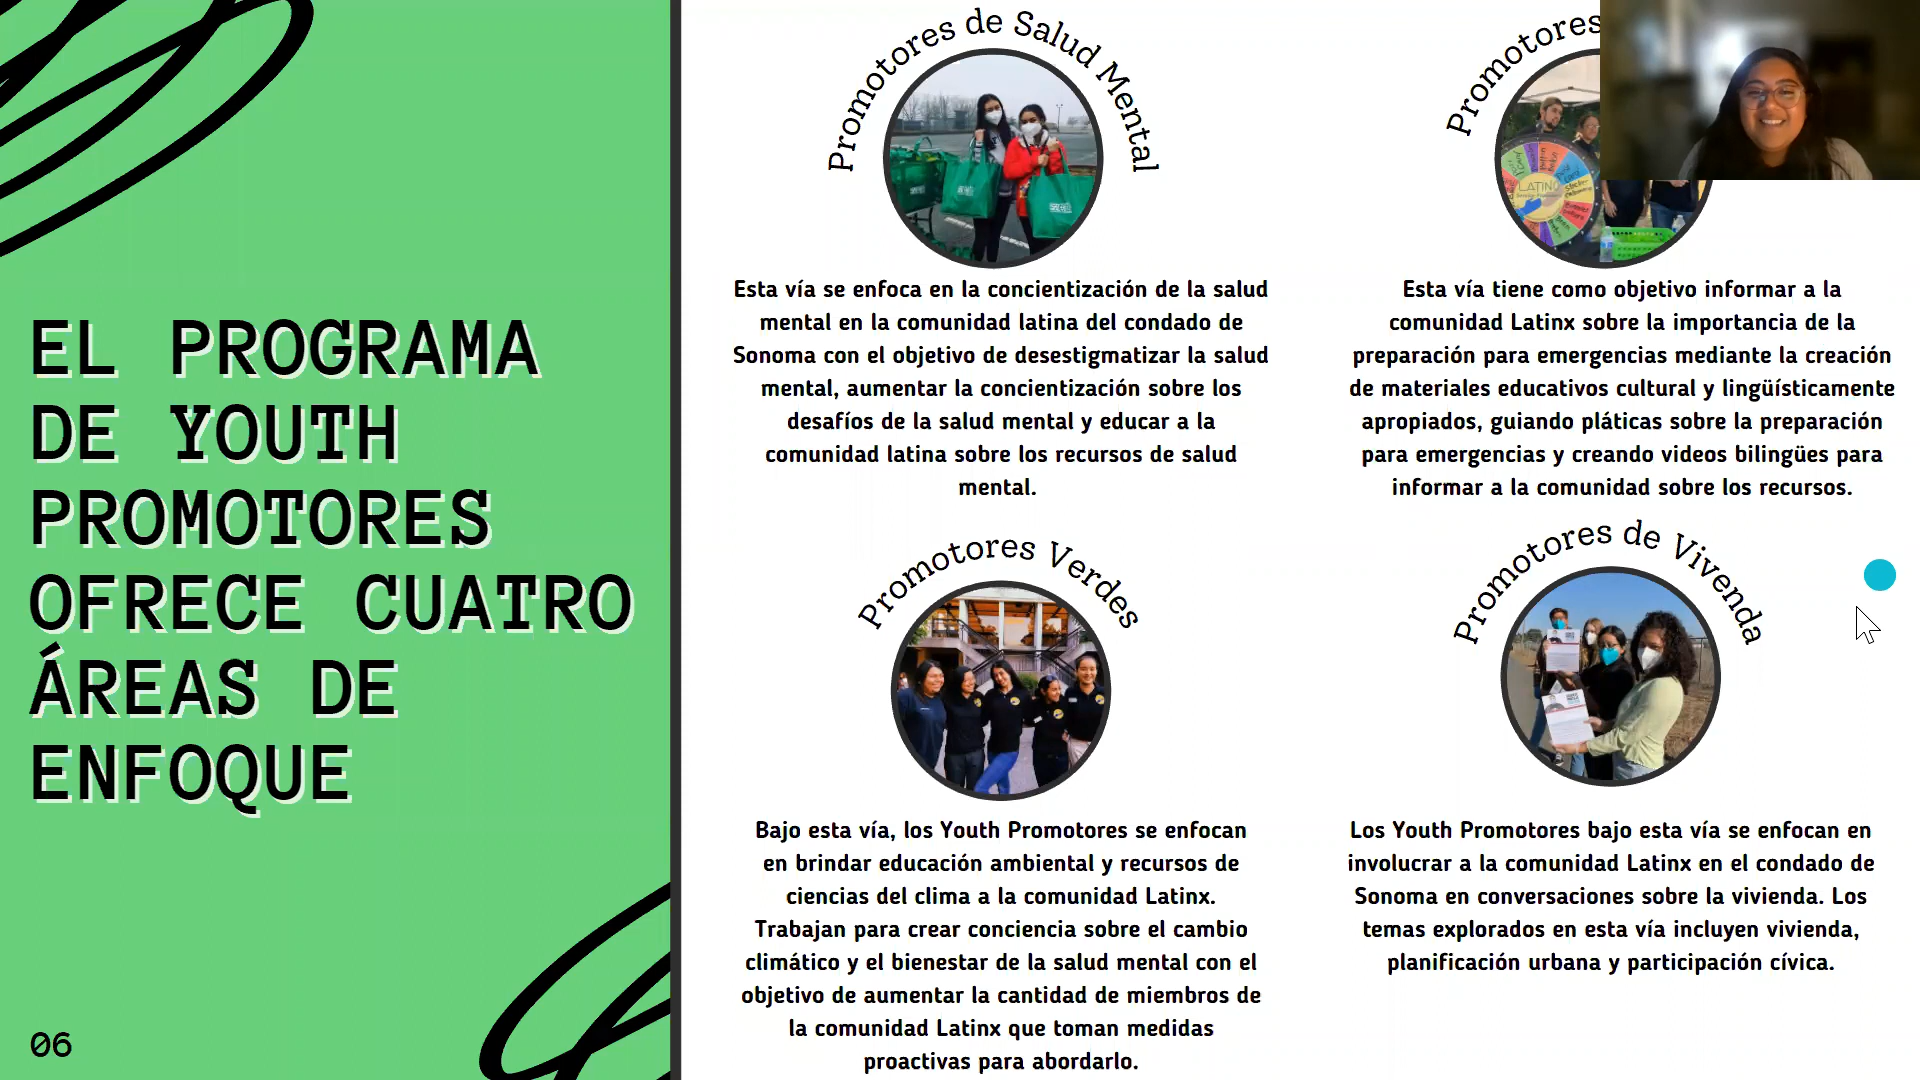 EL PROGRAMA
DE YOUTH
PROMOTORES
OFRECE CUATRO
ÁREAS DE
ENFOQUE
06
Promotores de Salud Mental
Esta vía se enfoca en la concientización de la salud
mental en la comunidad latina del condado de
Sonoma con el objetivo de desestigmatizar la salud
mental, aumentar la concientización sobre los
desafíos de la salud mental y educar a la
comunidad latina sobre los recursos de salud
mental.
Promotores
LATINO
Esta vía tiene como objetivo informar a la
comunidad Latinx sobre la importancia de la
preparación para emergencias mediante la creación
de materiales educativos cultural y lingüísticamente
apropiados, guiando pláticas sobre la preparación
para emergencias y creando videos bilingües para
informar a la comunidad sobre los recursos.
Promotores Verdes
Bajo esta vía, los Youth Promotores se enfocan
en brindar educación ambiental y recursos de
ciencias del clima a la comunidad Latinx.
Trabajan para crear conciencia sobre el cambio
climático y el bienestar de la salud mental con el
objetivo de aumentar la cantidad de miembros de
la comunidad Latinx que toman medidas
proactivas para abordarlo.
Promotores de Vivenda
Los Youth Promotores bajo esta vía se enfocan en
involucrar a la comunidad Latinx en el condado de
Sonoma en conversaciones sobre la vivienda. Los
temas explorados en esta vía incluyen vivienda,
planificación urbana y participación cívica.